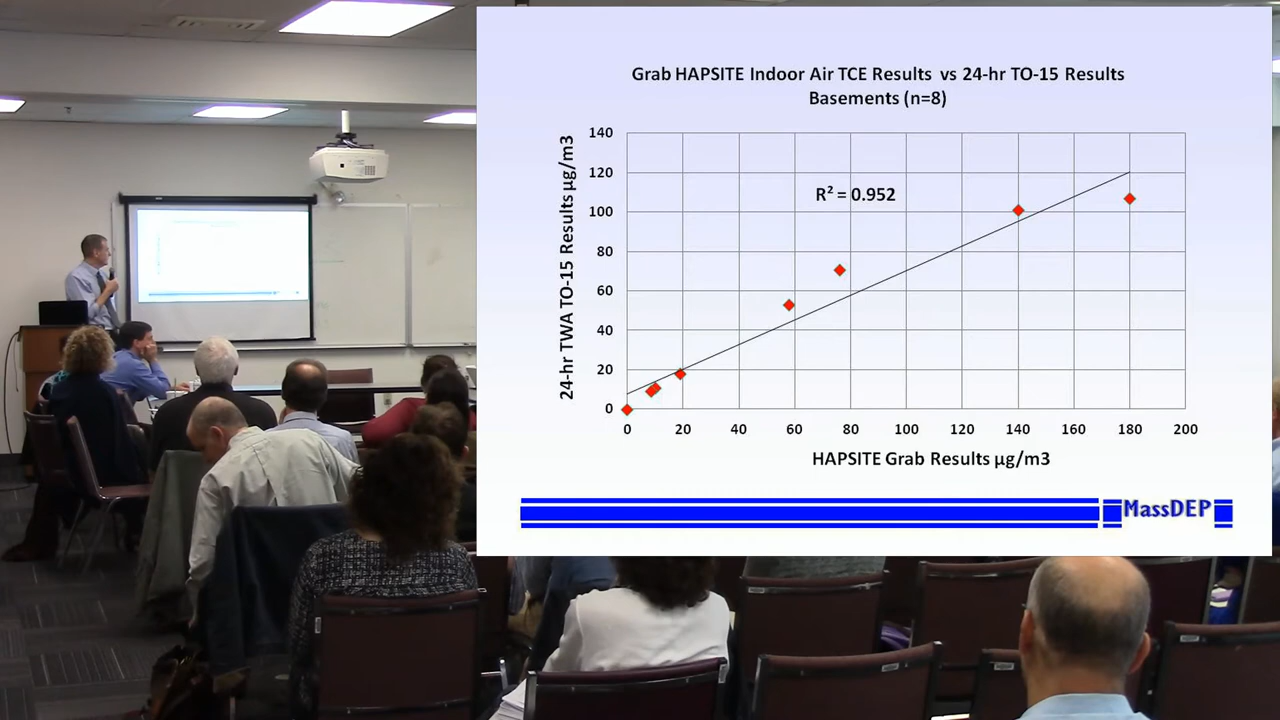 Grab HAPSITE Indoor Air TCE Results vs 24-hr TO-15 Results
Basements (n=8)
24-hr TWA TO-15 Results µg/m3
140
120
100
80
60
40
20
0
R² = 0.952
0 20 40 60 80 100 120 140 160 180 200
HAPSITE Grab Results µg/m3
MassDEP